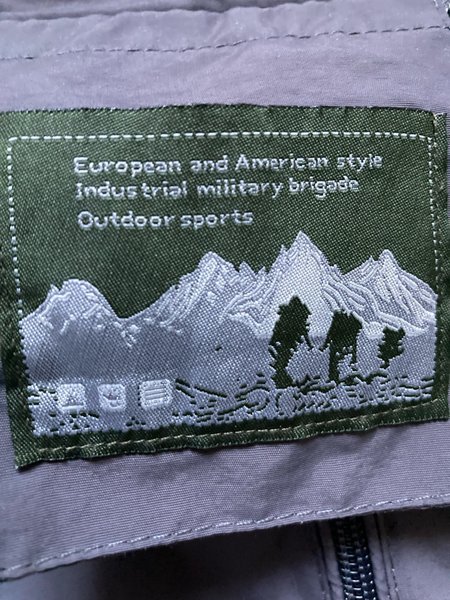 European and American style
Industrial military brigade
Outdoor sports